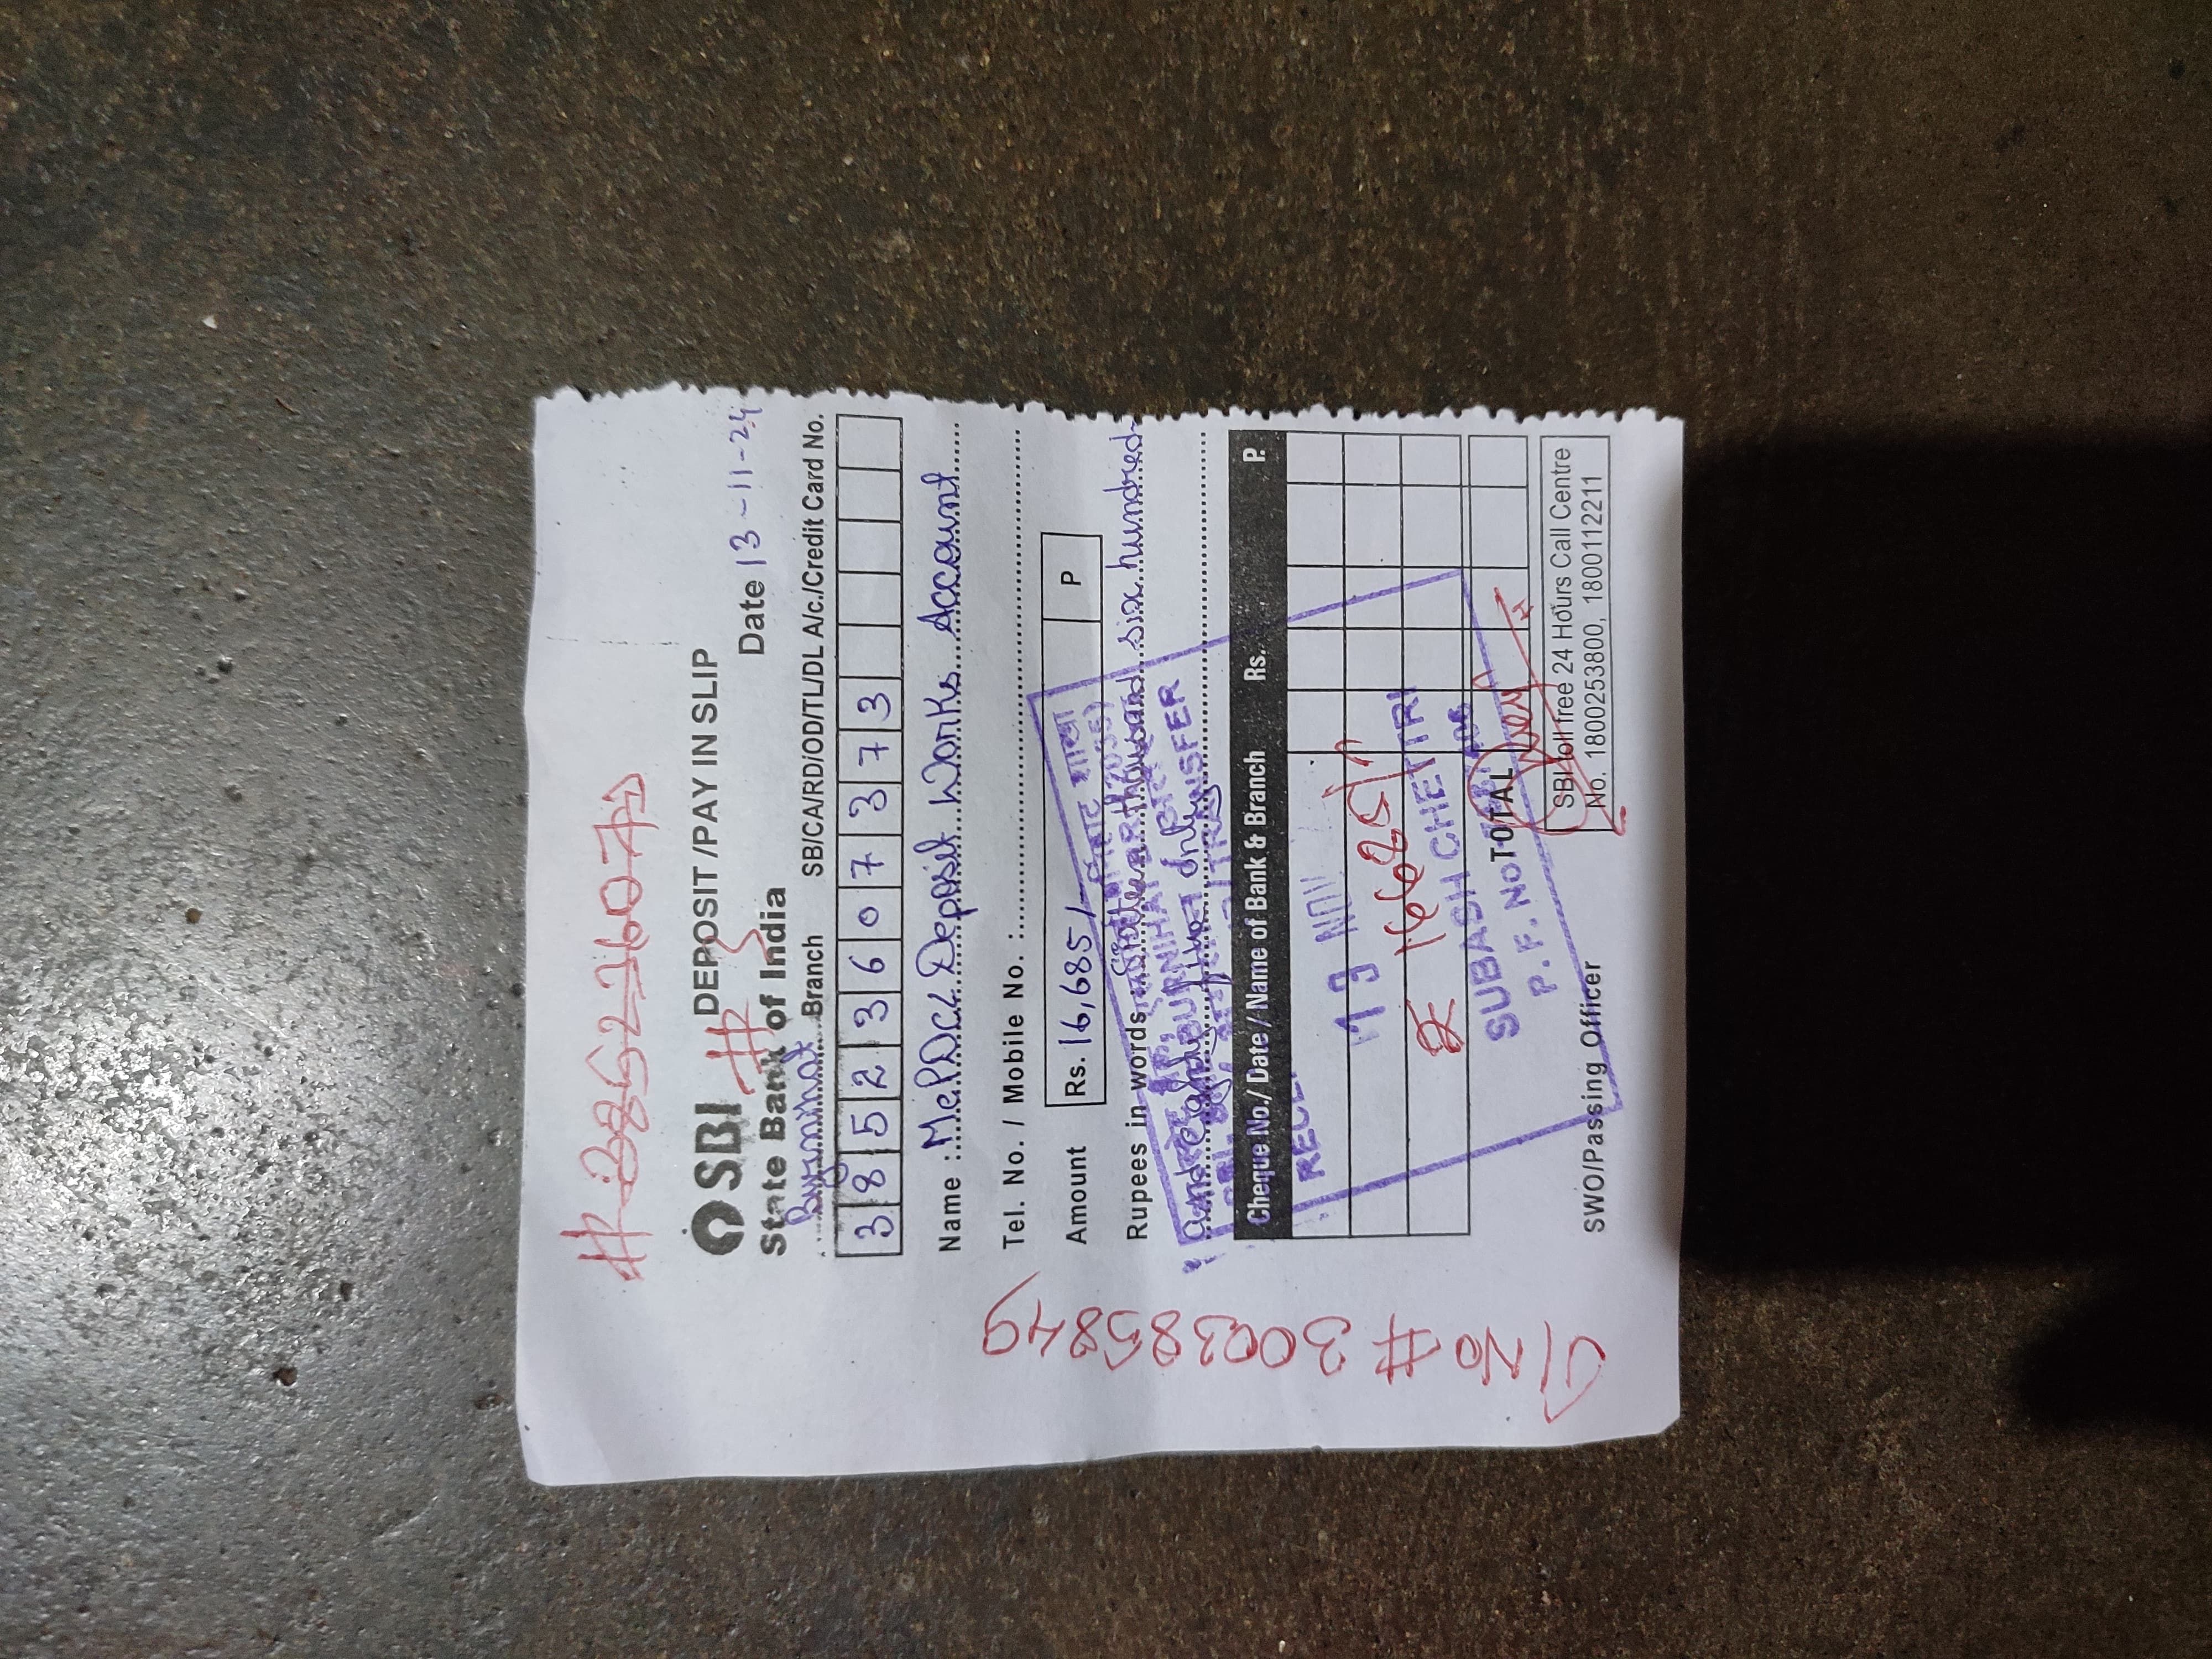 SBI DEPOSIT/PAY IN SLIP
State Bank of India Date 13-11-24
Byrnihat Branch SB/CA/RD/OD/TL/DL A/c./Credit Card No.
38523607373
Name : MePDCL Deposit Works Account
Tel. No. / Mobile No. :
Amount Rs. 16,685/- P
Rupees in words Sixteen thousand six hundred
and eighty five only
Cheque No./ Date / Name of Bank & Branch Rs. P.
13 NOV
16685/-
SUBASH CHETTRI
P.F. NO
TOTAL
SWO/Passing Officer
SBI toll free 24 Hours Call Centre
No. 1800253800, 1800112211
TRANSFER
No # 300385849